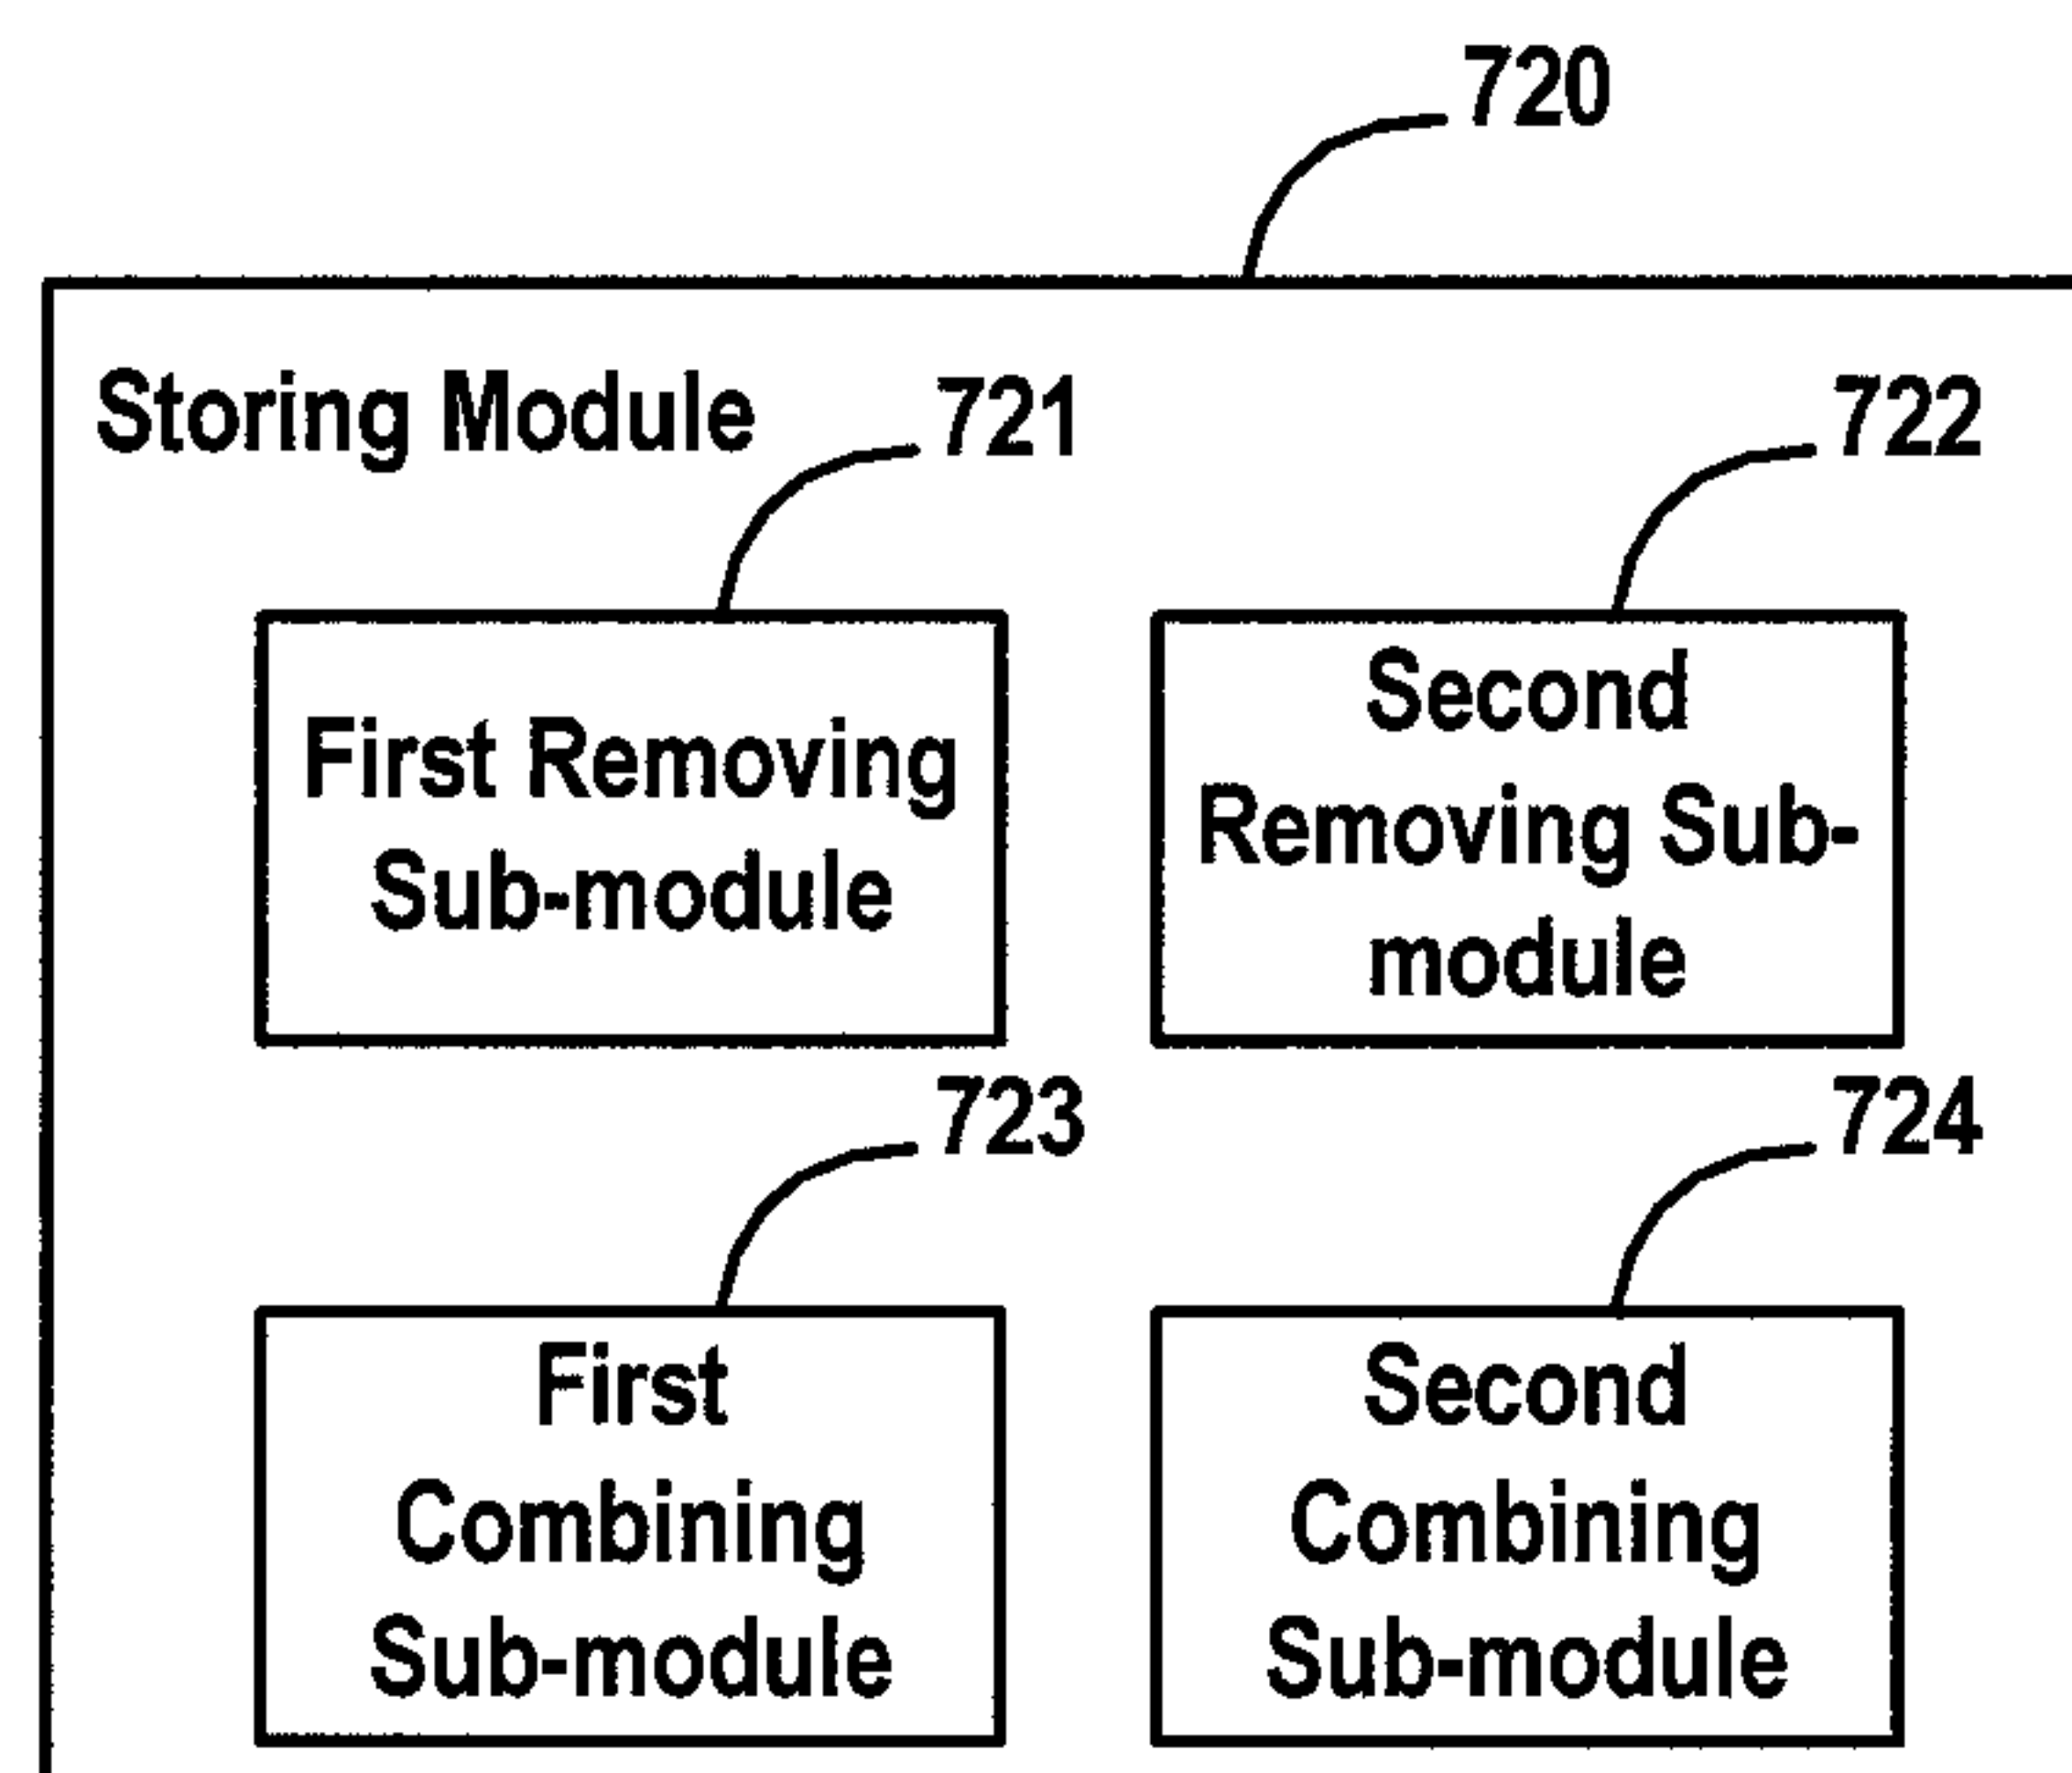 720
Storing Module
721
722
First Removing
Sub-module
Second
Removing Sub-
module
723
724
First
Combining
Sub-module
Second
Combining
Sub-module